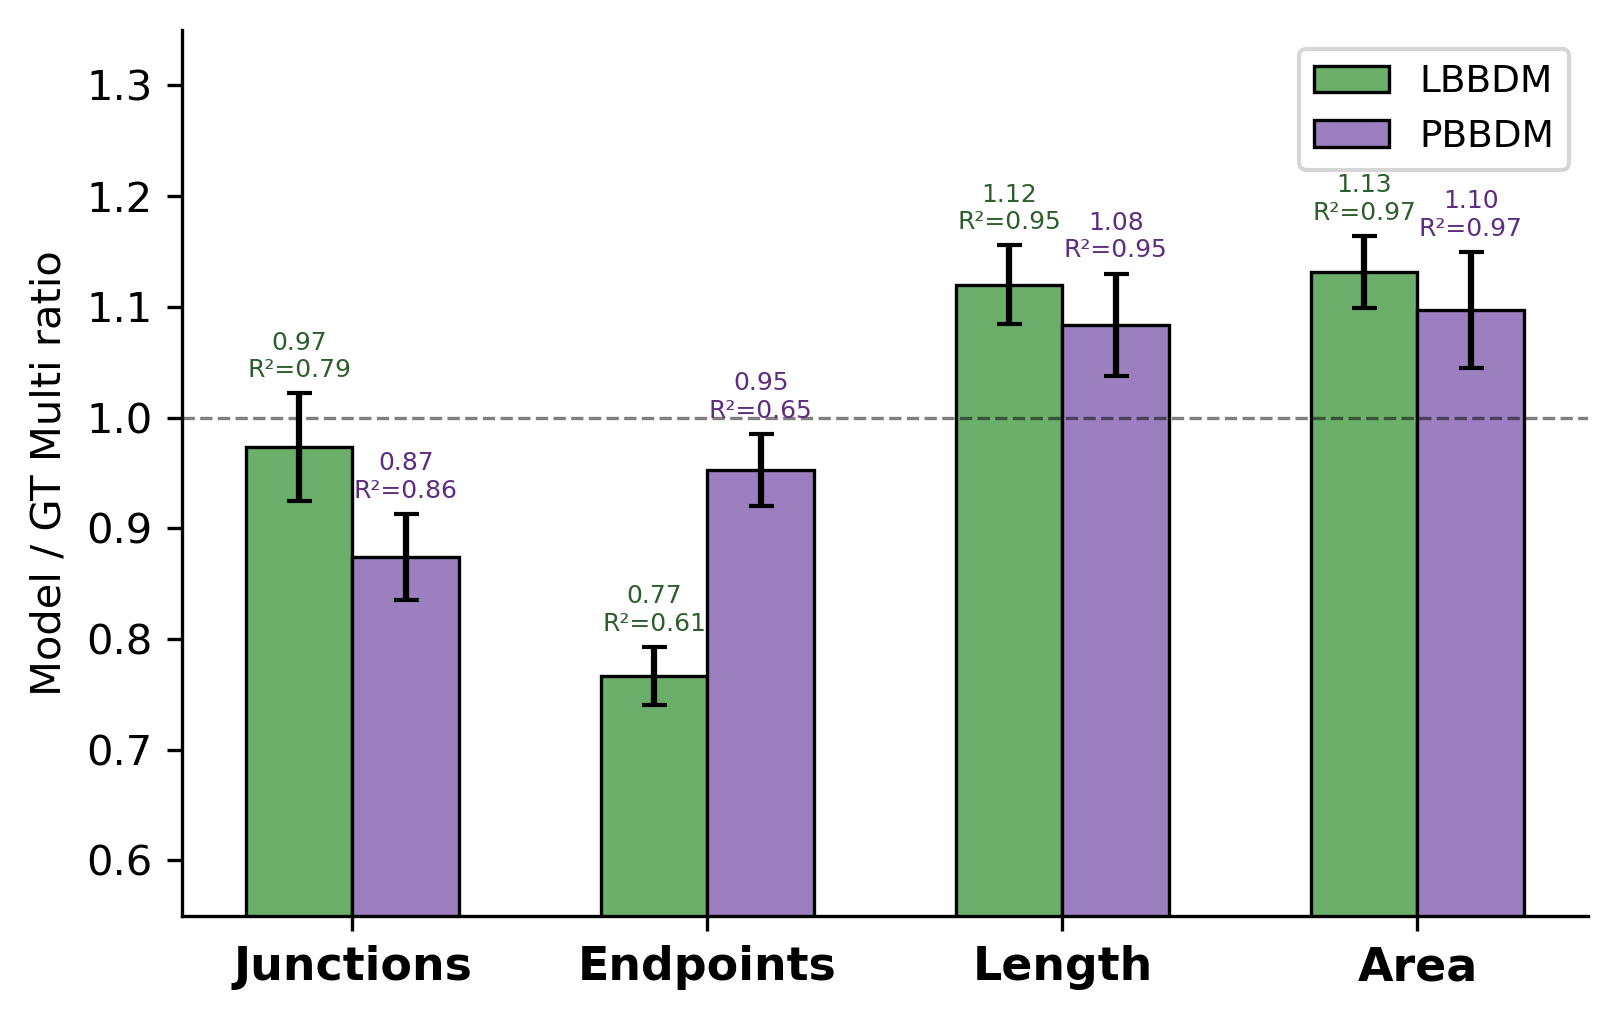 Model / GT Multi ratio
1.3
1.2
1.1
1.0
0.9
0.8
0.7
0.6
LBBDM
PBBDM
0.97
R²=0.79
0.87
R²=0.86
0.77
R²=0.61
0.95
R²=0.65
1.12
R²=0.95
1.08
R²=0.95
1.13
R²=0.97
1.10
R²=0.97
Junctions
Endpoints
Length
Area